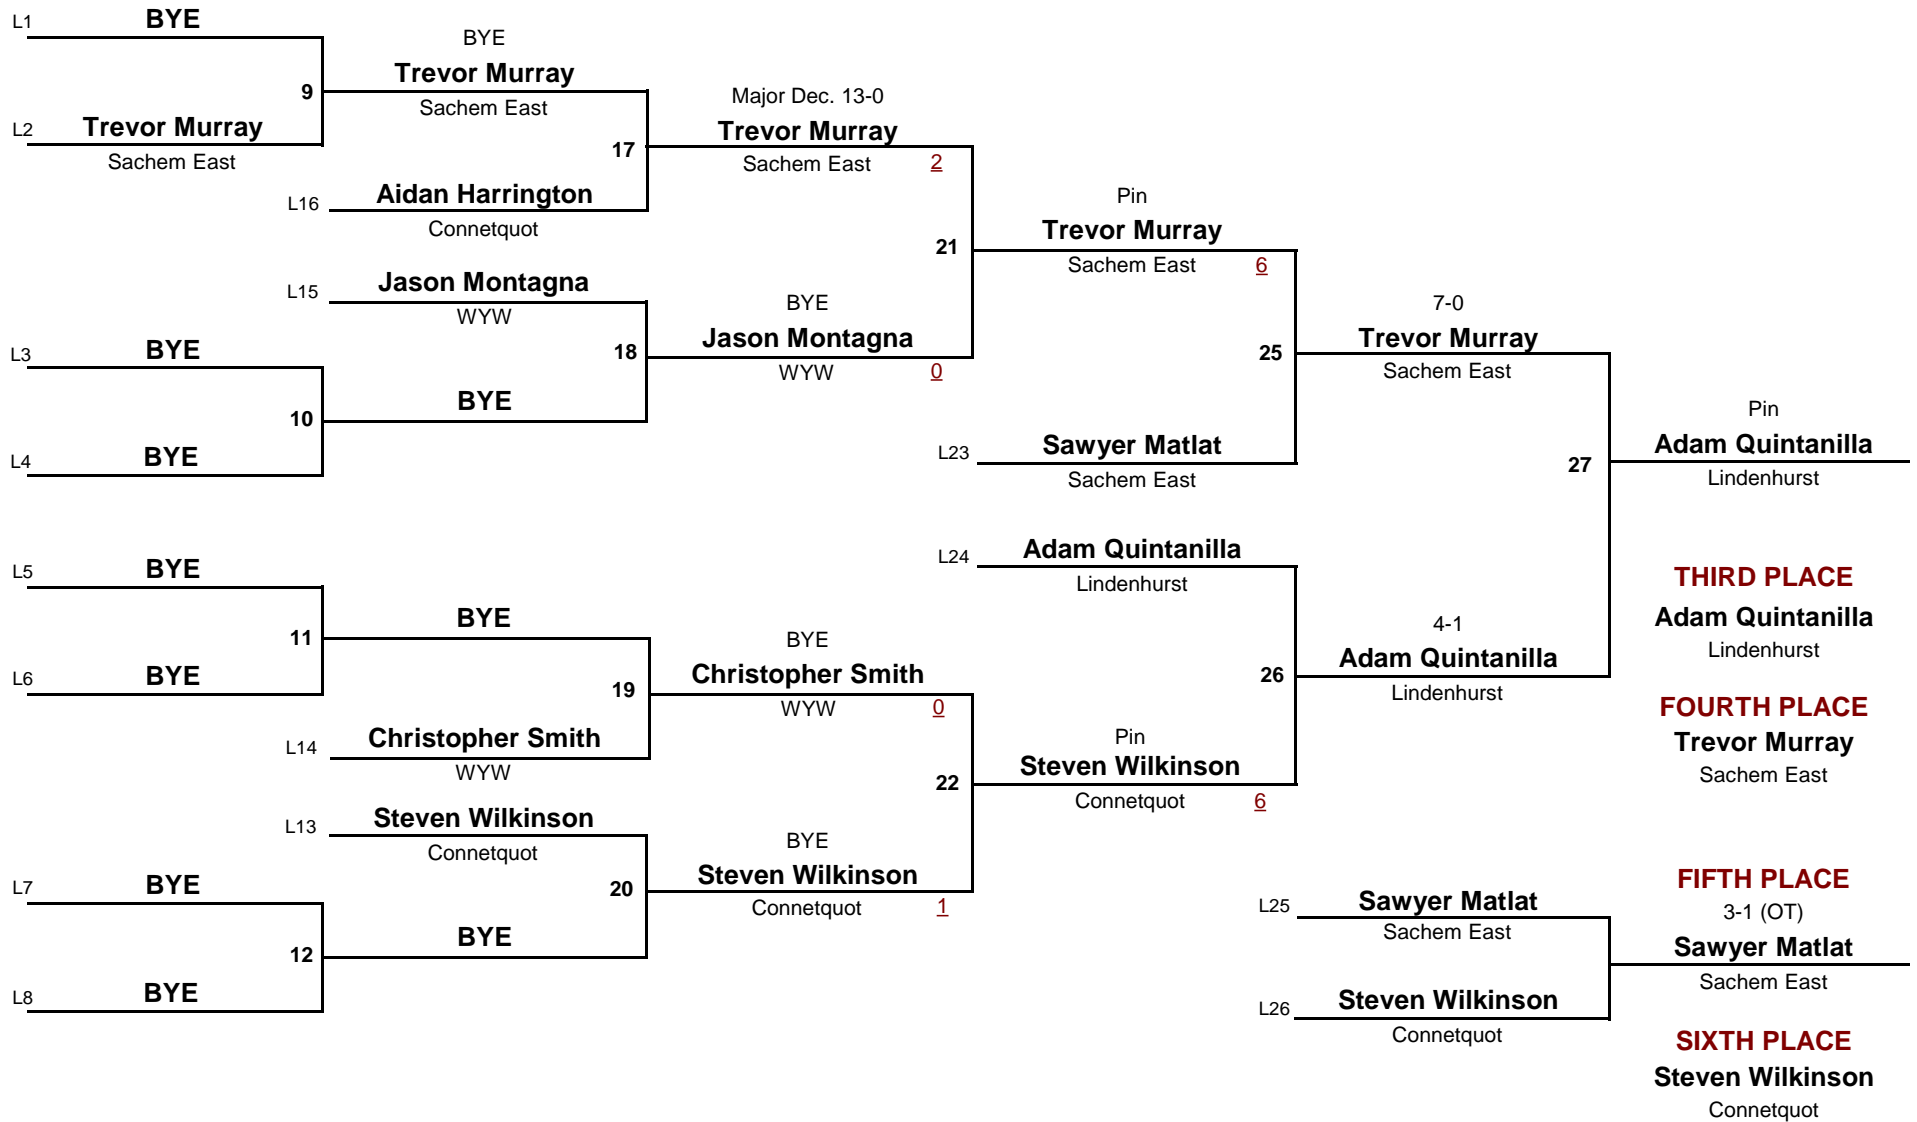 L1
BYE
9
L2
Trevor Murray
Sachem East
BYE
Trevor Murray
Sachem East
17
L16
Aidan Harrington
Connetquot
Major Dec. 13-0
Trevor Murray
Sachem East
2
L15
Jason Montagna
WYW
18
L3
BYE
10
L4
BYE
BYE
BYE
Jason Montagna
WYW
0
21
Pin
Trevor Murray
Sachem East
6
25
L23
Sawyer Matlat
Sachem East
7-0
Trevor Murray
Sachem East
27
Pin
Adam Quintanilla
Lindenhurst
L5
BYE
11
L6
BYE
BYE
19
L14
Christopher Smith
WYW
BYE
Christopher Smith
WYW
0
22
L13
Steven Wilkinson
Connetquot
20
L7
BYE
12
L8
BYE
BYE
BYE
Steven Wilkinson
Connetquot
1
L24
Adam Quintanilla
Lindenhurst
26
Pin
Steven Wilkinson
Connetquot
6
4-1
Adam Quintanilla
Lindenhurst
THIRD PLACE
Adam Quintanilla
Lindenhurst
FOURTH PLACE
Trevor Murray
Sachem East
L25
Sawyer Matlat
Sachem East
L26
Steven Wilkinson
Connetquot
FIFTH PLACE
3-1 (OT)
Sawyer Matlat
Sachem East
SIXTH PLACE
Steven Wilkinson
Connetquot